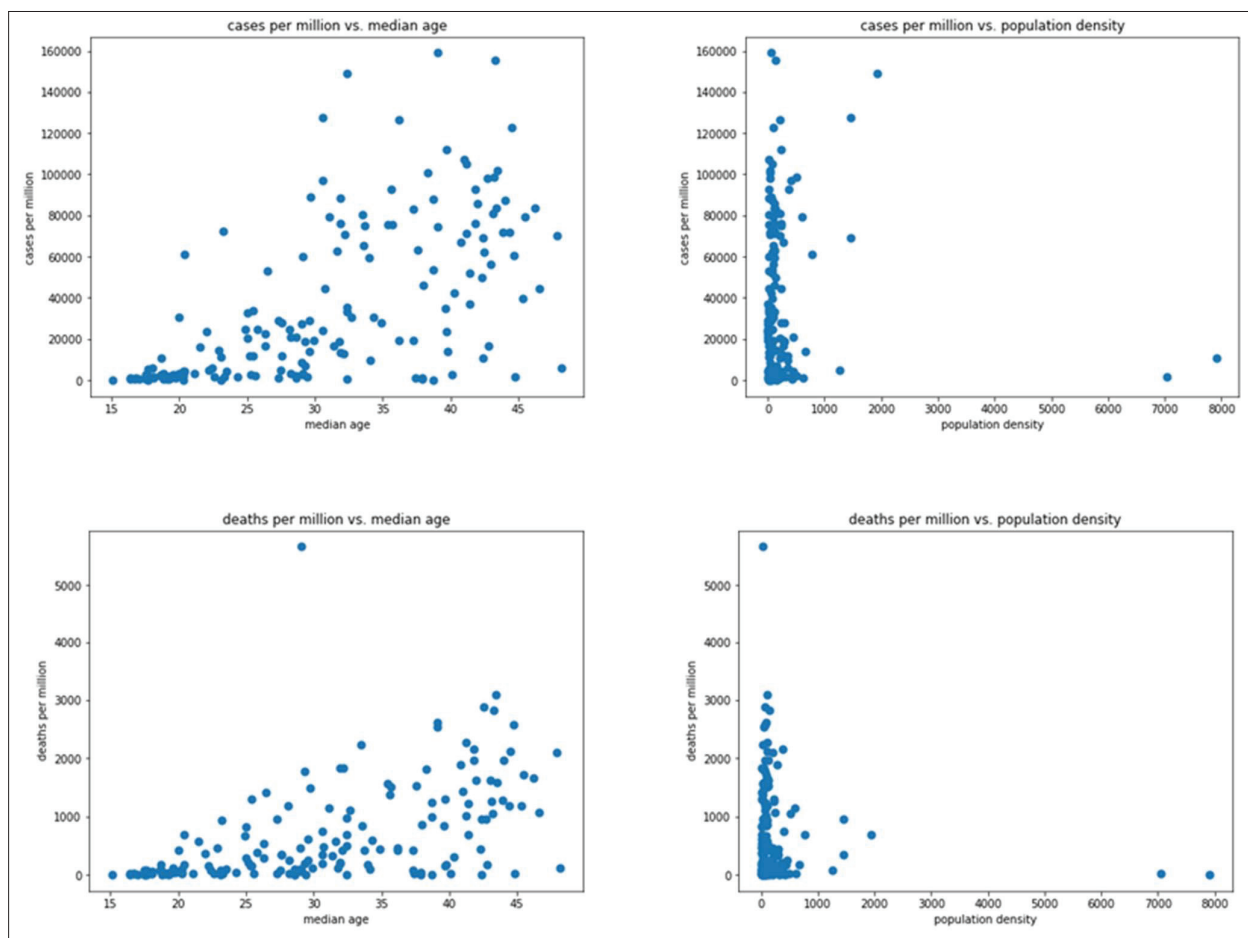 cases per million vs. median age
160000
140000
120000
100000
80000
60000
40000
20000
0
cases per million
15 20 25 30 35 40 45
median age
cases per million vs. population density
160000
140000
120000
100000
80000
60000
40000
20000
0
cases per million
0 1000 2000 3000 4000 5000 6000 7000 8000
population density
deaths per million vs. median age
5000
4000
3000
2000
1000
0
deaths per million
15 20 25 30 35 40 45
median age
deaths per million vs. population density
5000
4000
3000
2000
1000
0
deaths per million
0 1000 2000 3000 4000 5000 6000 7000 8000
population density